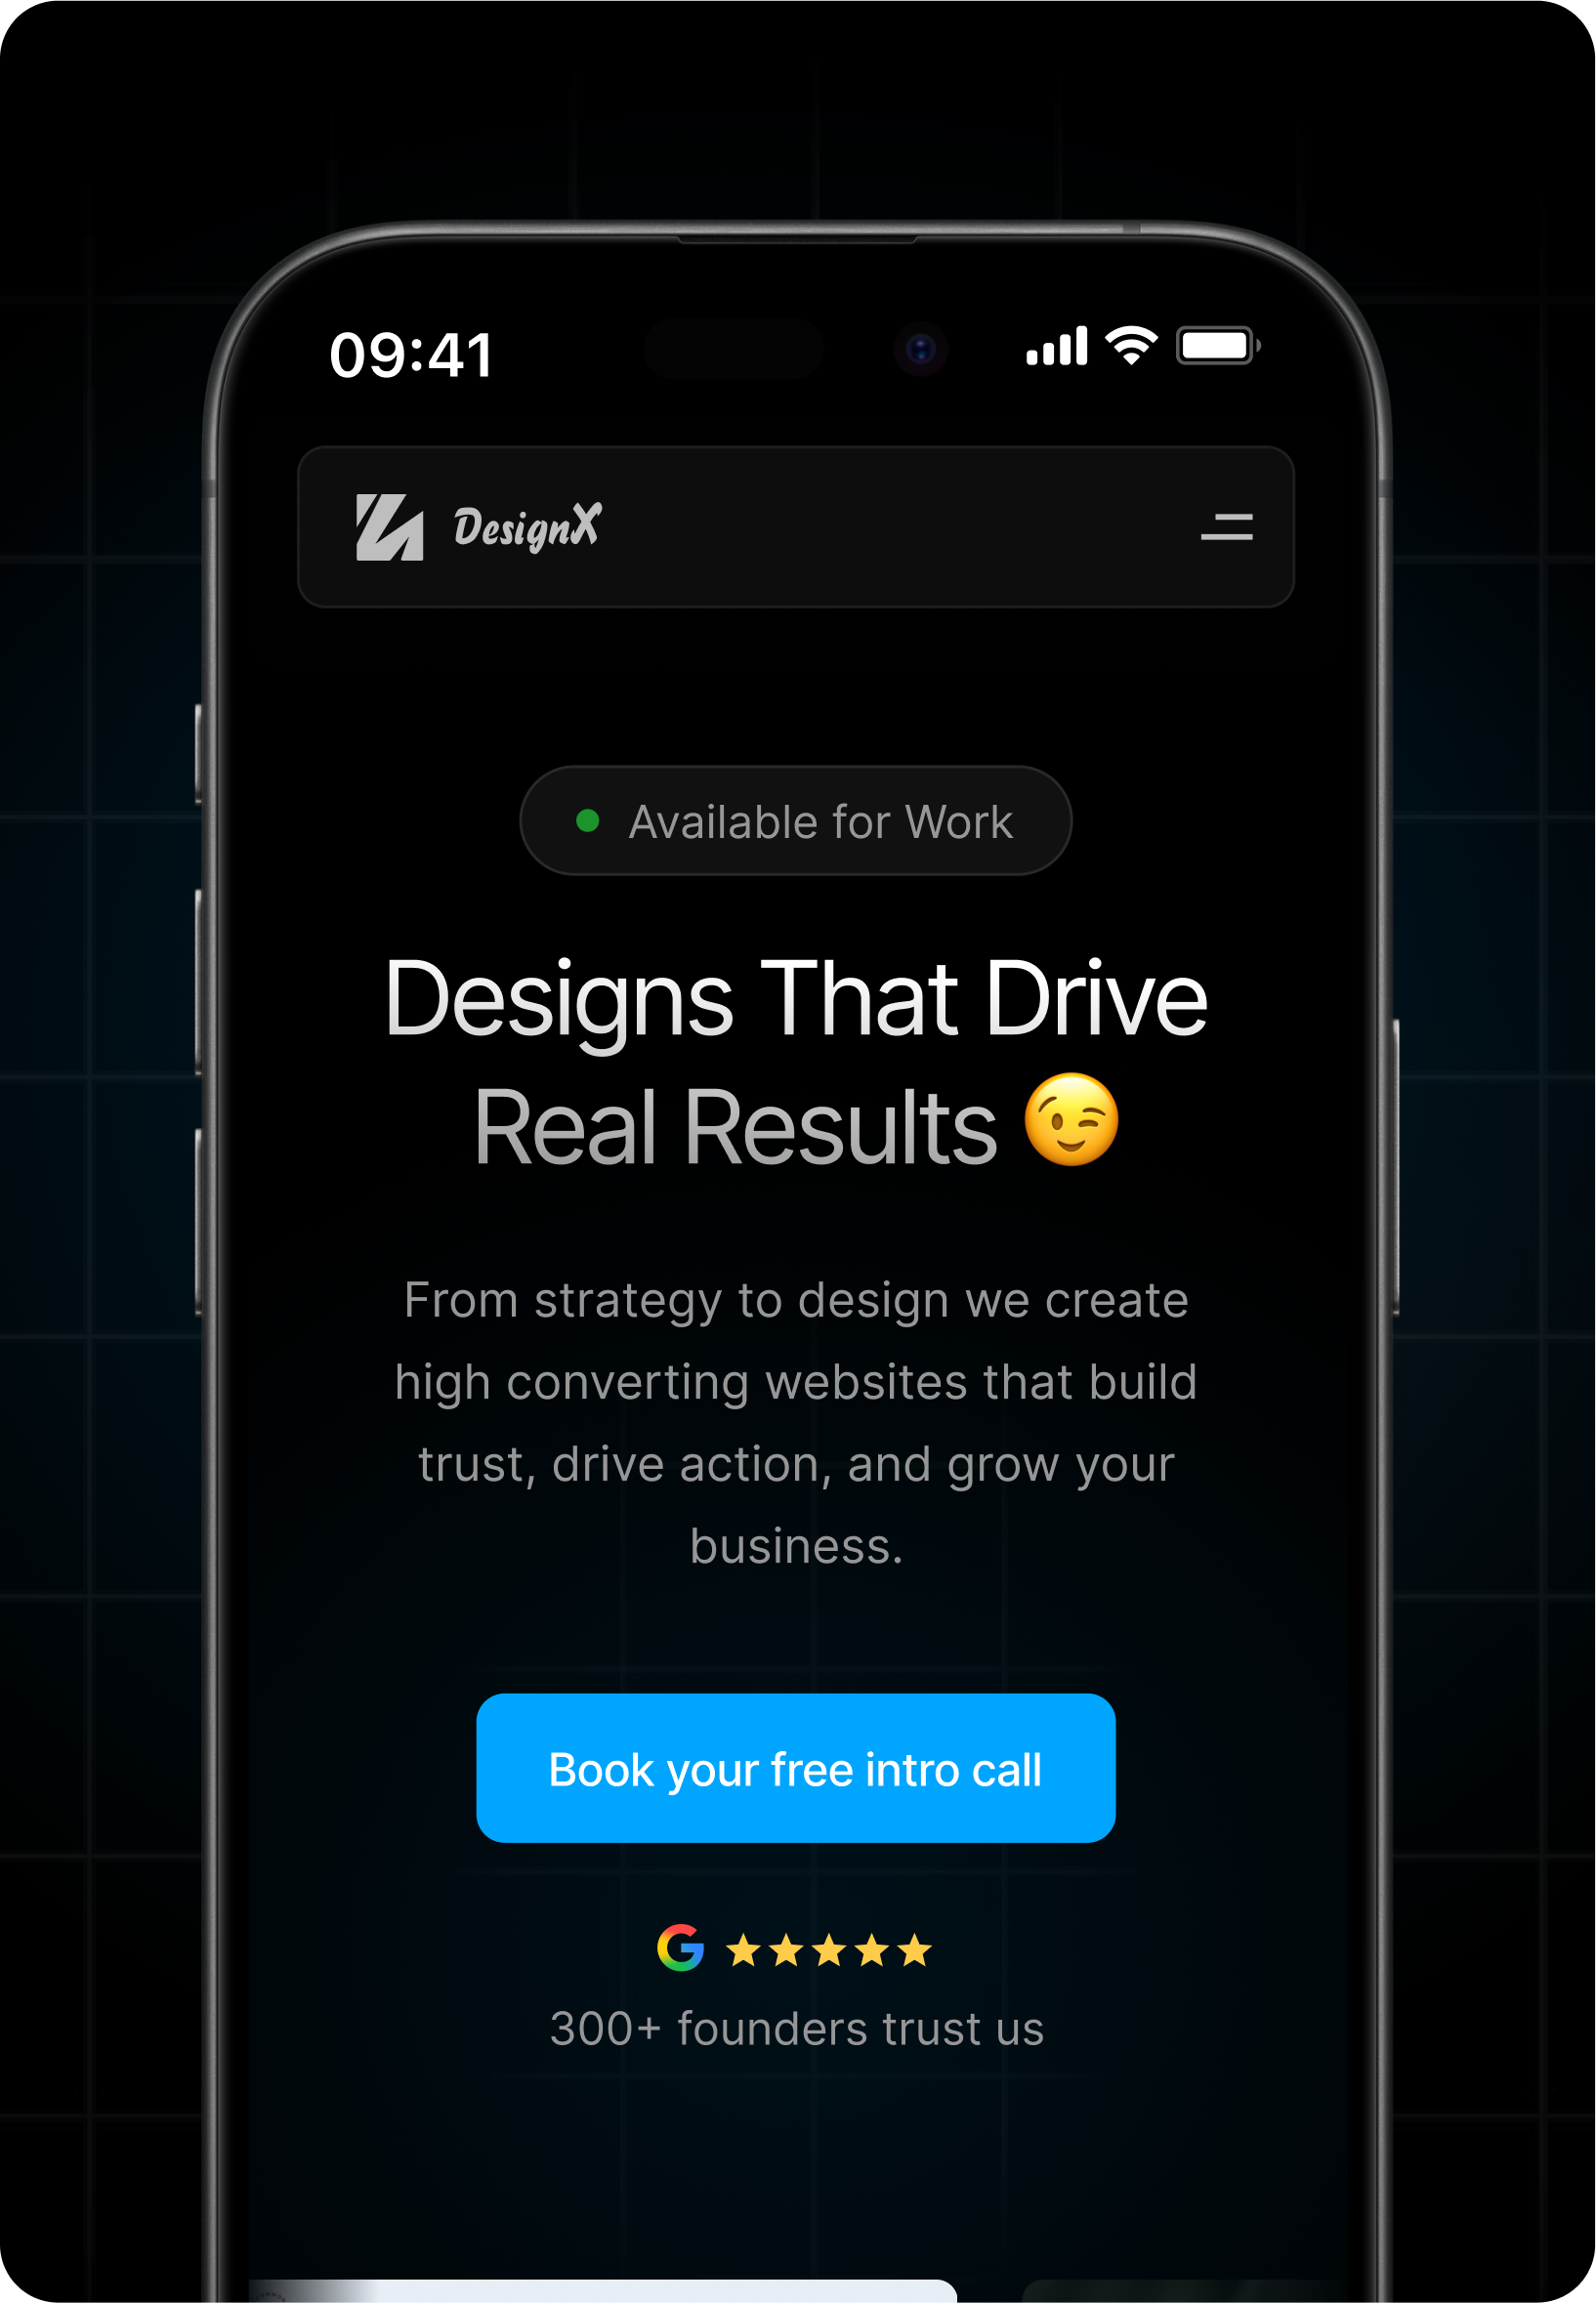 09:41
DesignX
Available for Work
Designs That Drive
Real Results 😉
From strategy to design we create
high converting websites that build
trust, drive action, and grow your
business.
Book your free intro call
300+ founders trust us